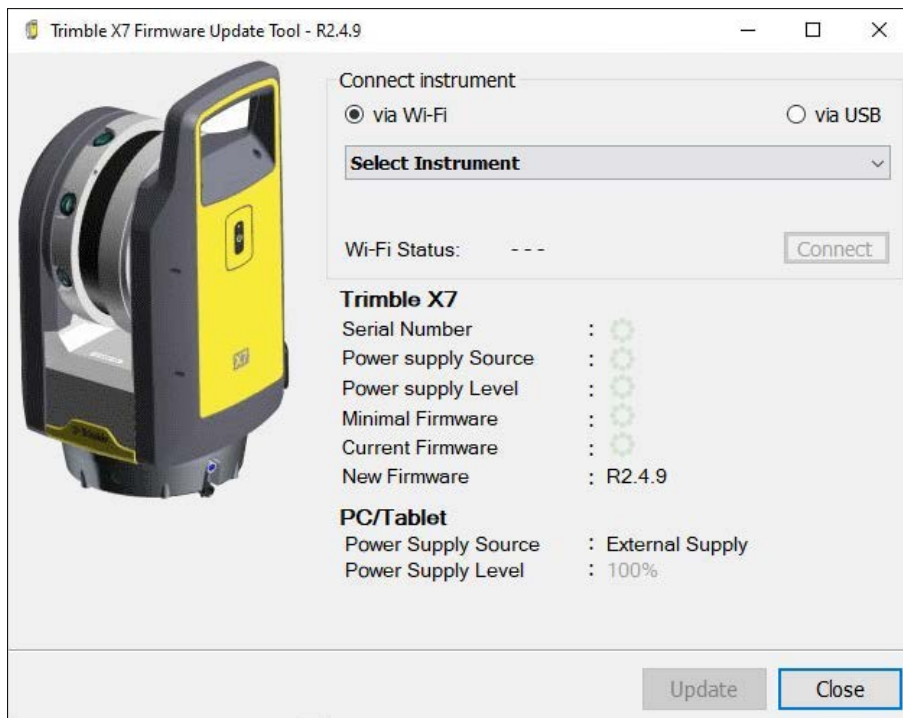 Trimble X7 Firmware Update Tool - R2.4.9
Connect instrument
via Wi-Fi via USB
Select Instrument
Wi-Fi Status: - - - Connect
Trimble X7
Serial Number :
Power supply Source :
Power supply Level :
Minimal Firmware :
Current Firmware :
New Firmware : R2.4.9
PC/Tablet
Power Supply Source : External Supply
Power Supply Level : 100%
X7
Update Close